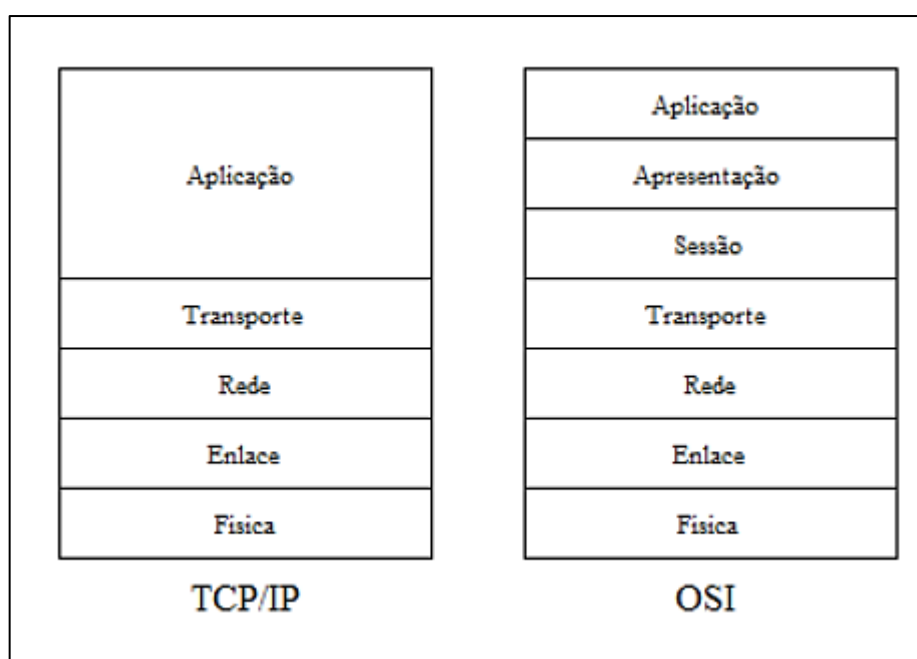 Aplicação
Transporte
Rede
Enlace
Física
TCP/IP
Aplicação
Apresentação
Sessão
Transporte
Rede
Enlace
Física
OSI